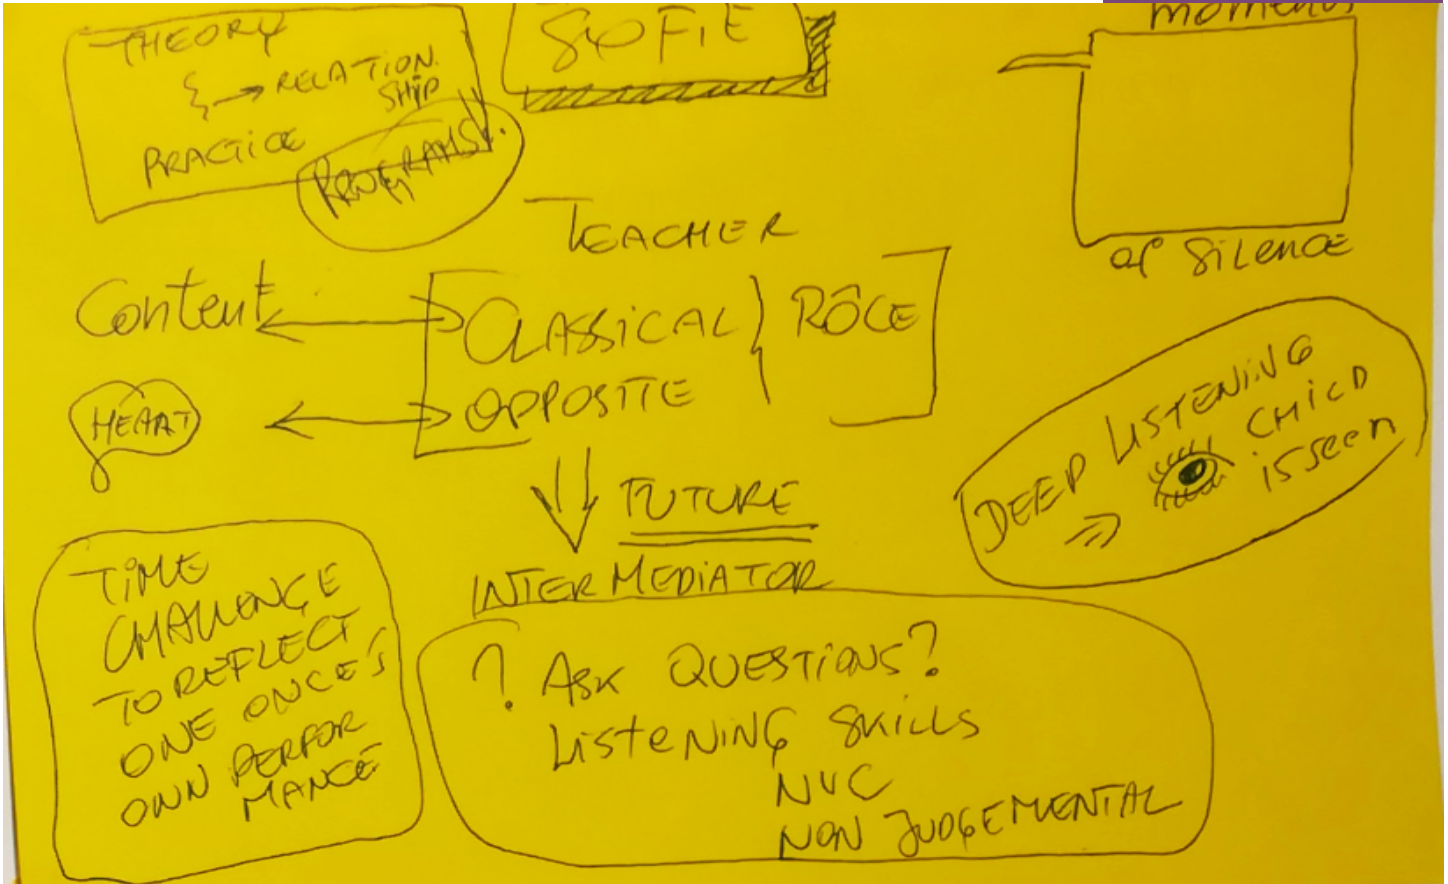 THEORY
→ RELATION.
SHIP
PRACTICE
PROGRAMS.
SOFIE
moments
of Silence
TEACHER
Content
CLASSICAL
RÔLE
OPPOSITE
HEART
DEEP LISTENING
⇒ CHILD
is seen
FUTURE
INTERMEDIATOR
TIME
CHALLENGE
TO REFLECT
ONE ONCE'S
OWN PERFOR
MANCE
? ASK QUESTIONS?
LISTENING SKILLS
NVC
NON JUDGEMENTAL